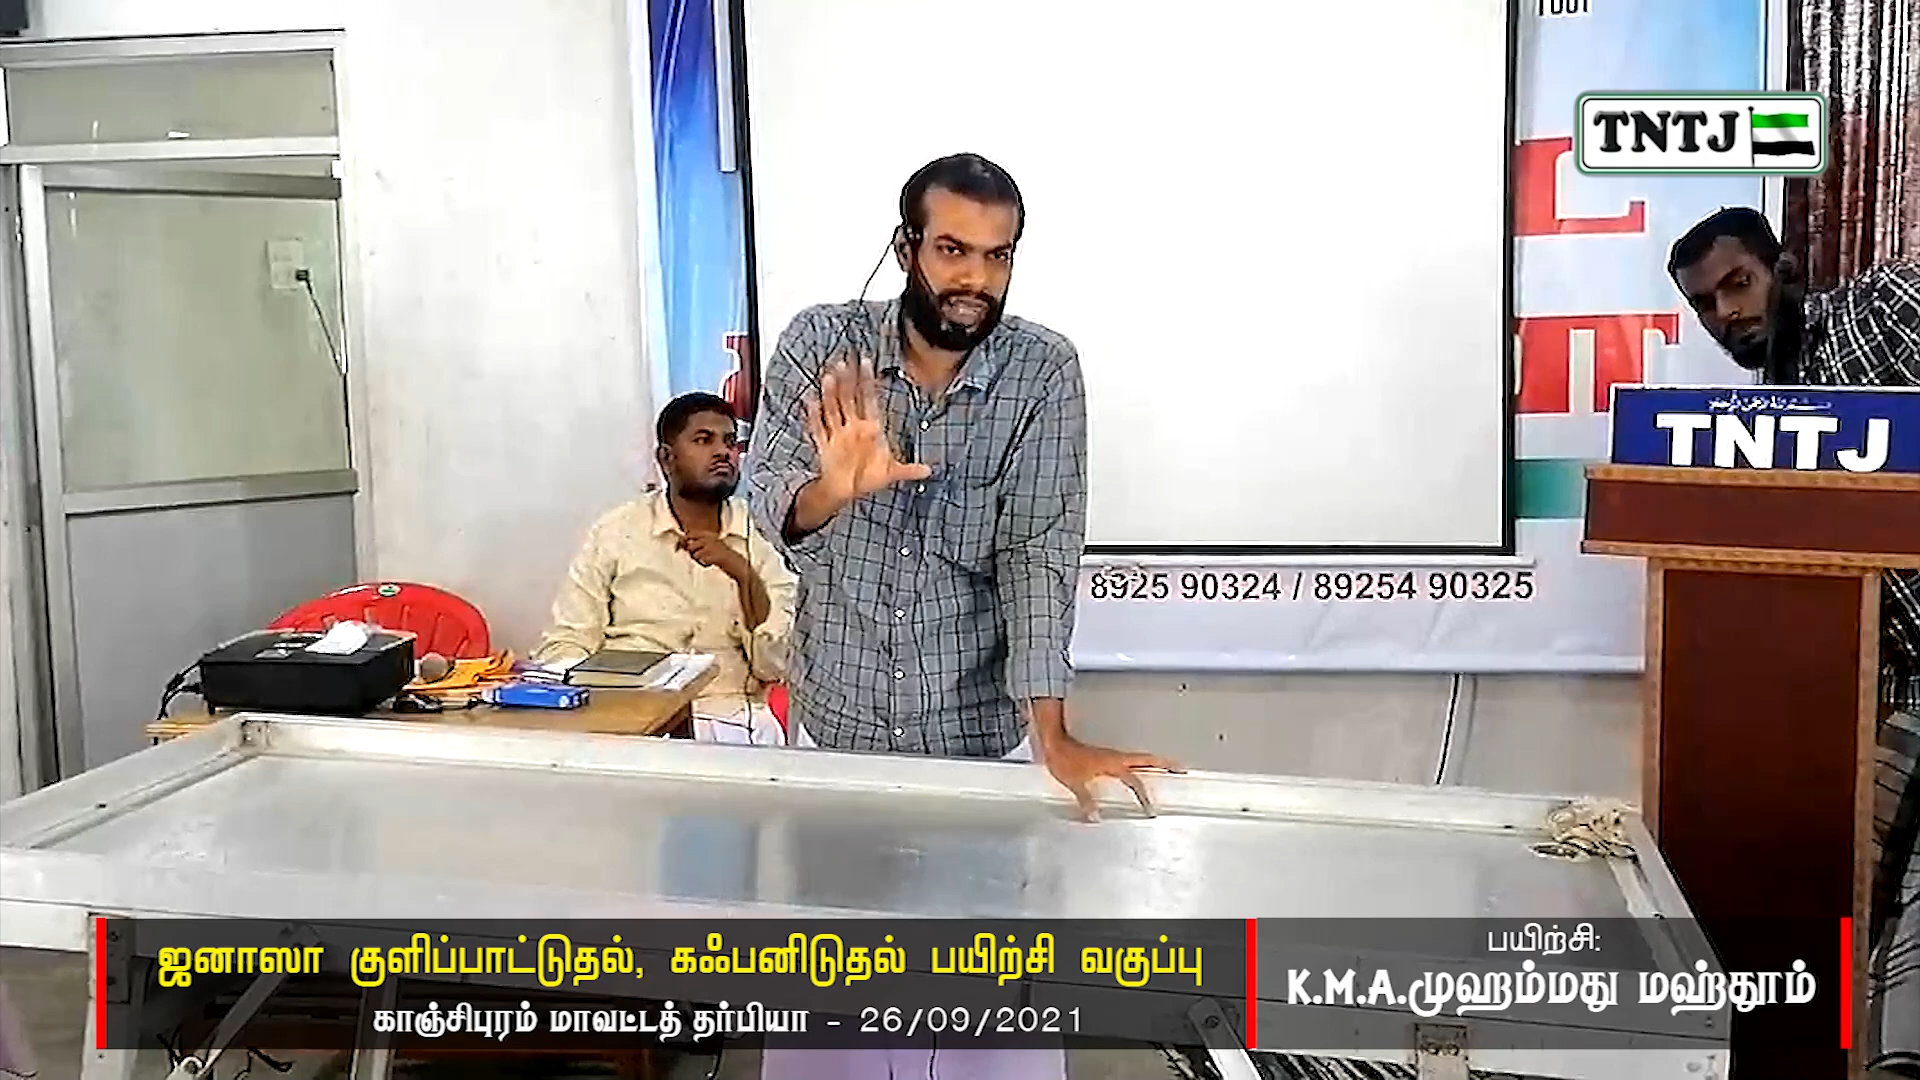 TNTJ
TNTJ
8925 90324 / 89254 90325
ஜனாஸா குளிப்பாட்டுதல், கஃபனிடுதல் பயிற்சி வகுப்பு
காஞ்சிபுரம் மாவட்டத் தர்பியா - 26/09/2021
பயிற்சி:
K.M.A.முஹம்மது மஹ்தூம்